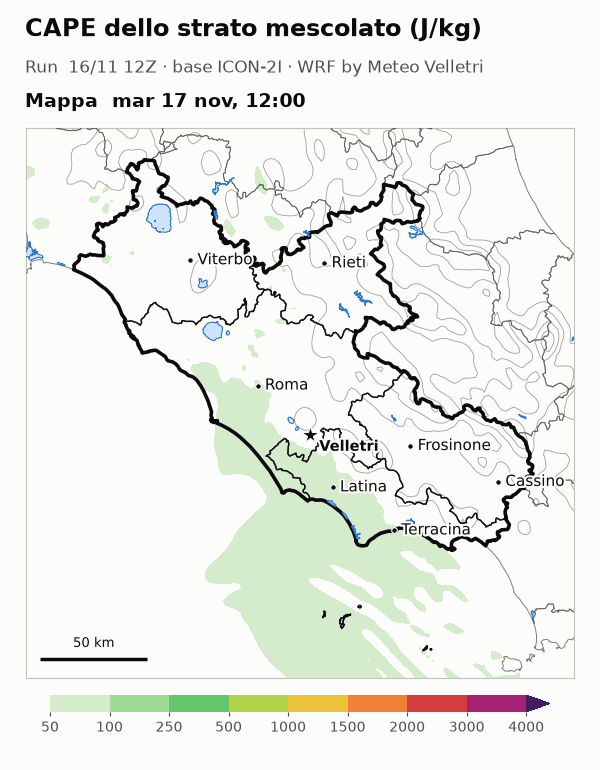 CAPE dello strato mescolato (J/kg)
Run 16/11 12Z · base ICON-2I · WRF by Meteo Velletri
Mappa mar 17 nov, 12:00
Viterbo
Rieti
Roma
Velletri
Frosinone
Latina
Cassino
Terracina
50 km
50 100 250 500 1000 1500 2000 3000 4000